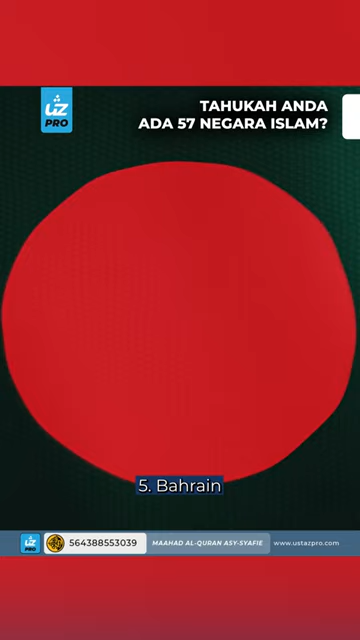 UZ
PRO
TAHUKAH ANDA
ADA 57 NEGARA ISLAM?
5. Bahrain
UZ
PRO
564388553039
MAAHAD AL-QURAN ASY-SYAFIE
www.ustazpro.com